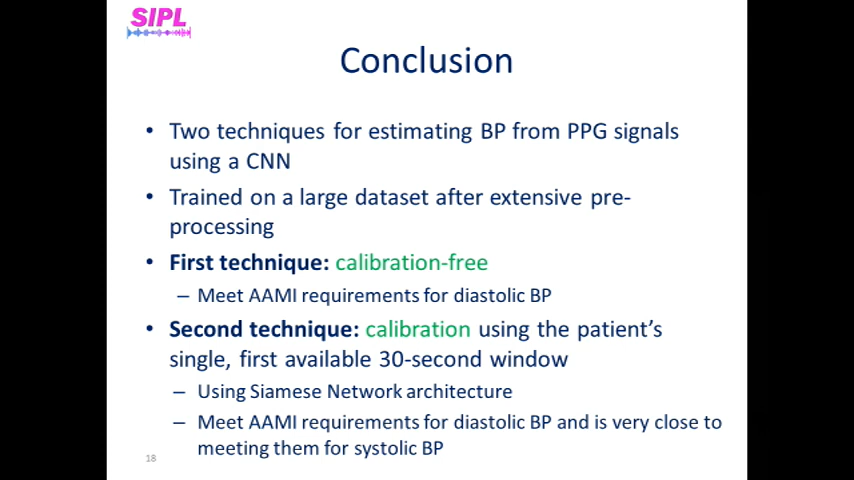 SIPL
Conclusion
• Two techniques for estimating BP from PPG signals
using a CNN
• Trained on a large dataset after extensive pre-
processing
• First technique: calibration-free
– Meet AAMI requirements for diastolic BP
• Second technique: calibration using the patient's
single, first available 30-second window
– Using Siamese Network architecture
– Meet AAMI requirements for diastolic BP and is very close to
meeting them for systolic BP
18